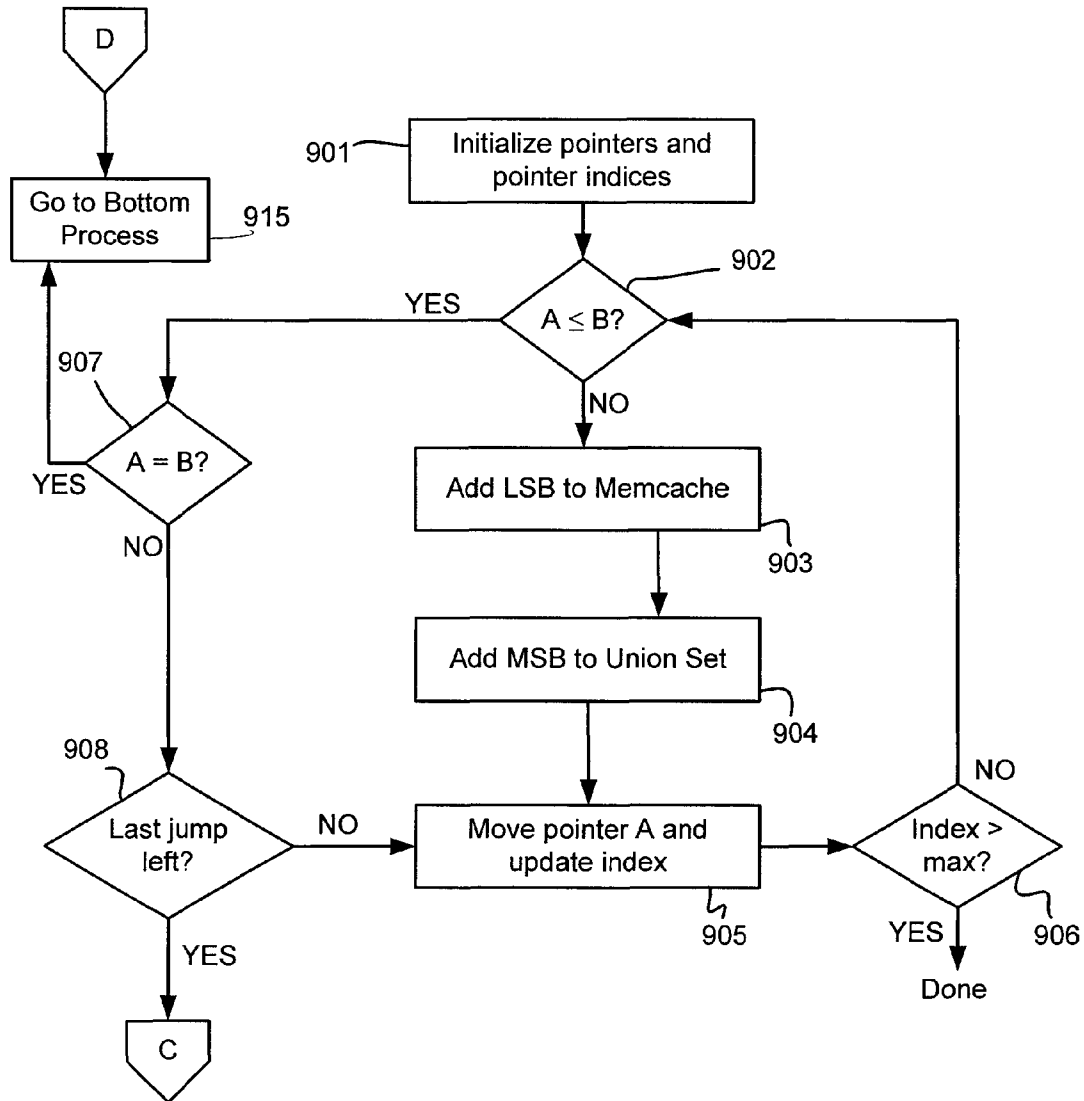 D
901
Initialize pointers and
pointer indices
Go to Bottom
Process
915
902
YES
A ≤ B?
907
NO
A = B?
YES
Add LSB to Memcache
NO
903
Add MSB to Union Set
904
908
NO
Last jump
left?
NO
Move pointer A and
update index
Index >
max?
905
YES
906
YES
Done
C